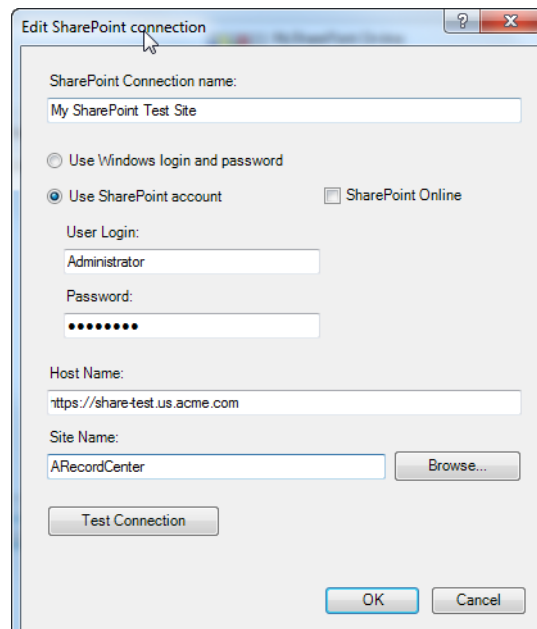 Edit SharePoint connection
SharePoint Connection name:
My SharePoint Test Site
Use Windows login and password
Use SharePoint account
SharePoint Online
User Login:
Administrator
Password:
••••••••
Host Name:
https://share-test.us.acme.com
Site Name:
ARecordCenter
Browse...
Test Connection
OK
Cancel